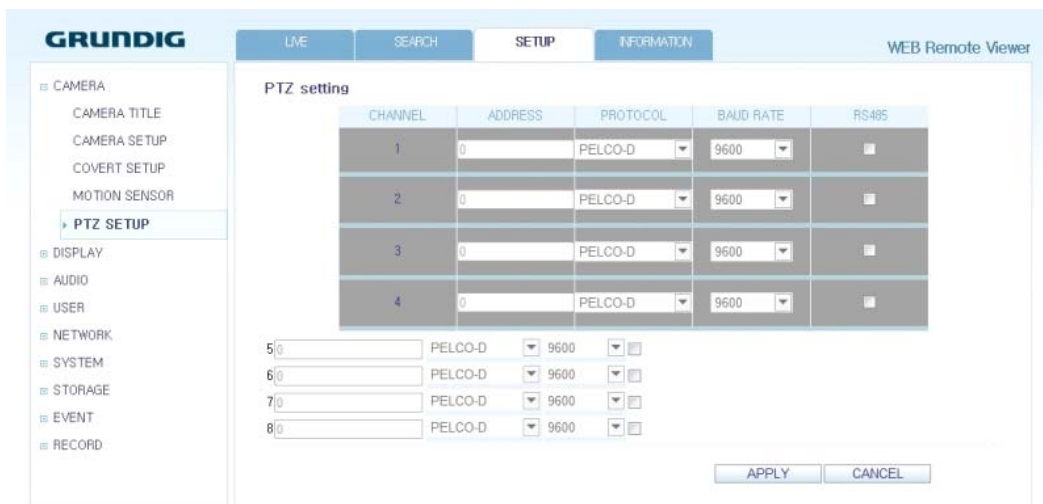 GRUNDIG
LIVE SEARCH SETUP INFORMATION
WEB Remote Viewer
CAMERA
CAMERA TITLE
CAMERA SETUP
COVERT SETUP
MOTION SENSOR
PTZ SETUP
DISPLAY
AUDIO
USER
NETWORK
SYSTEM
STORAGE
EVENT
RECORD
PTZ setting
CHANNEL ADDRESS PROTOCOL BAUD RATE RS485
1 0 PELCO-D 9600
2 0 PELCO-D 9600
3 0 PELCO-D 9600
4 0 PELCO-D 9600
5 0 PELCO-D 9600
6 0 PELCO-D 9600
7 0 PELCO-D 9600
8 0 PELCO-D 9600
APPLY CANCEL